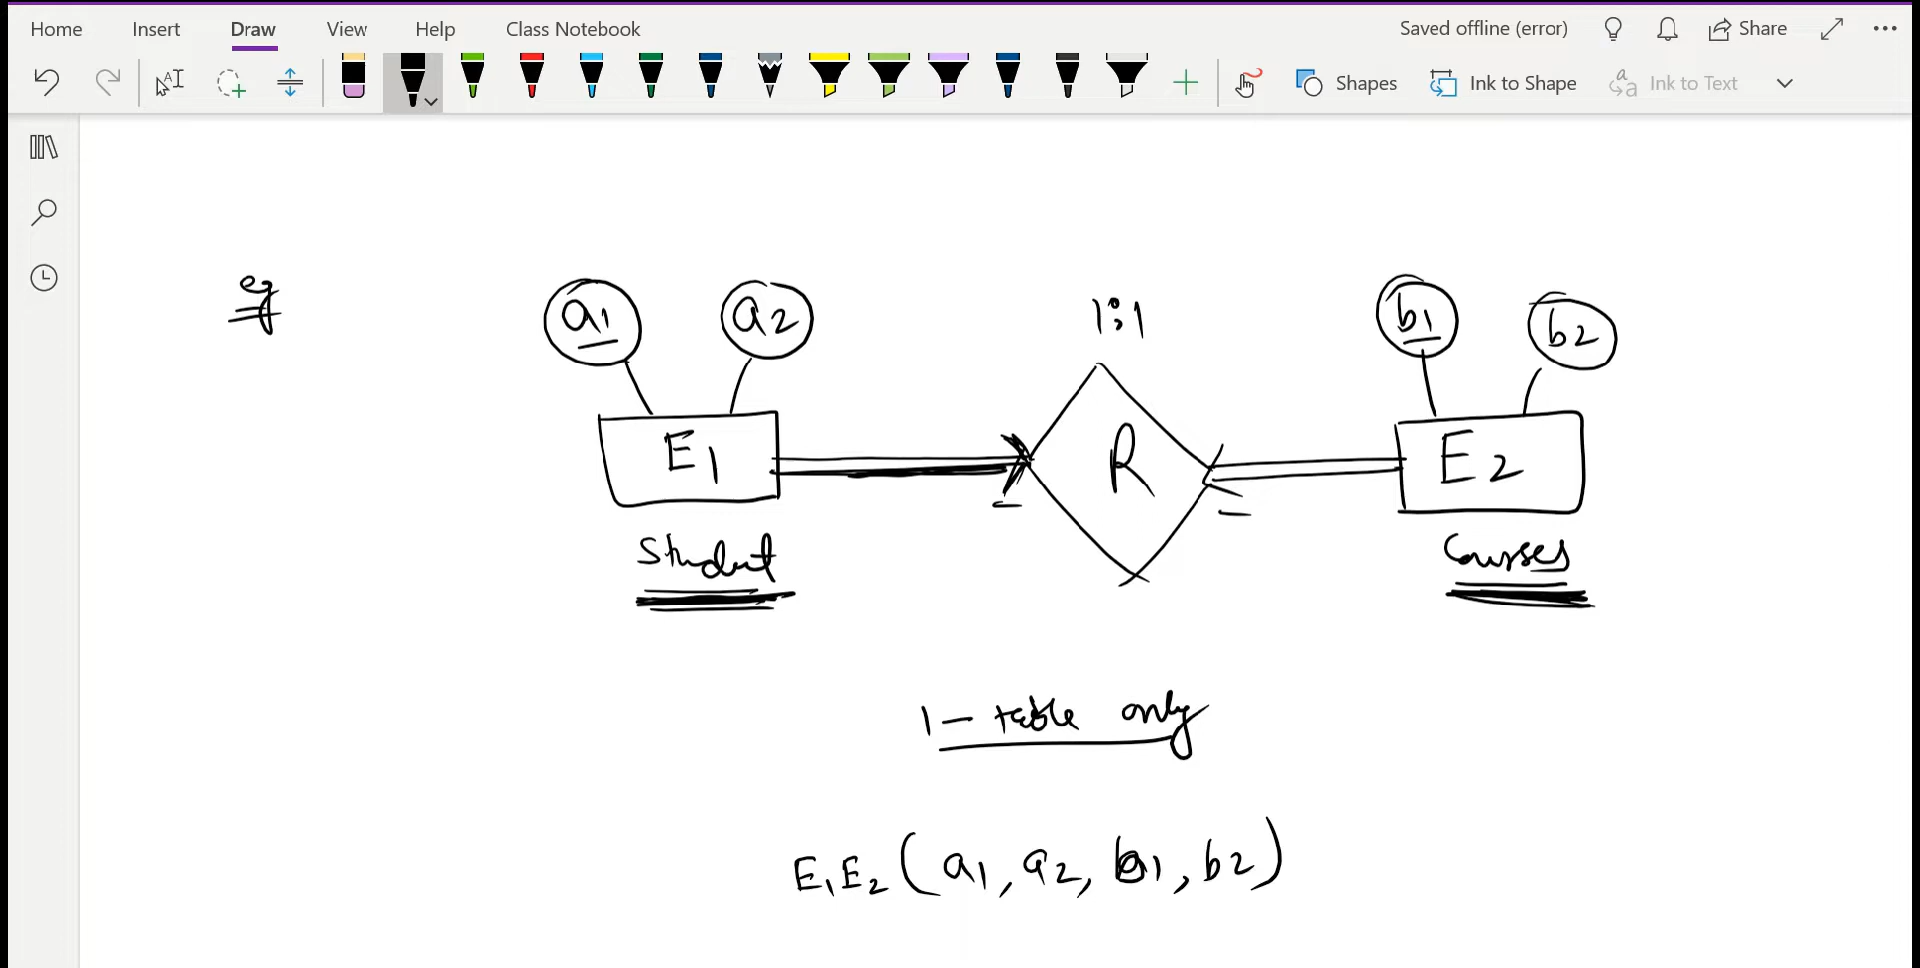 Home Insert Draw View Help Class Notebook Saved offline (error) Share
Shapes Ink to Shape Ink to Text
eg
a1 a2 1:1 b1 b2
E1 R E2
Student Courses
1 - table only
E1E2 (a1, a2, b1, b2)